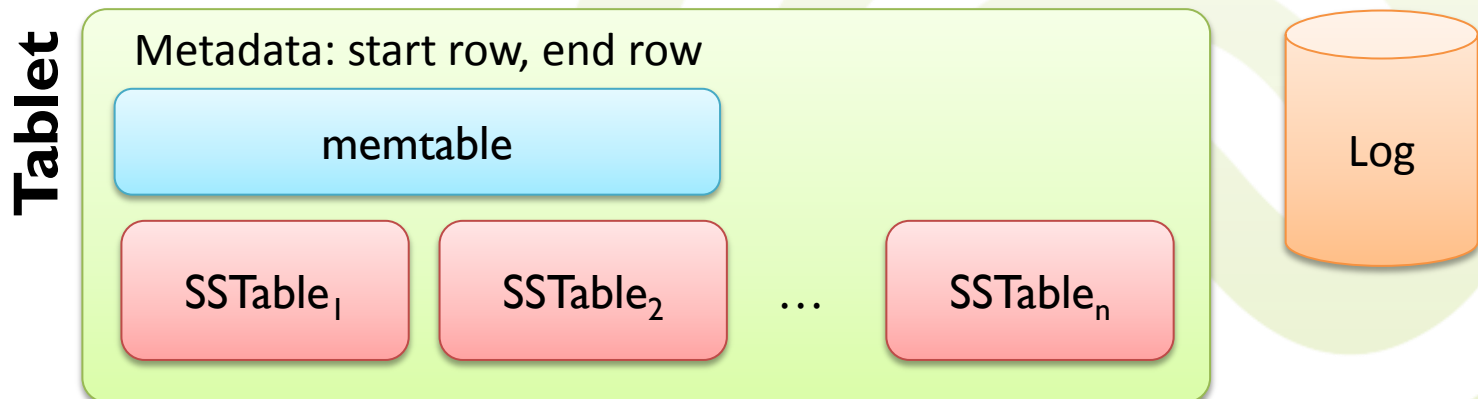 Tablet
Metadata: start row, end row
memtable
Log
SSTable₁ SSTable₂ ... SSTableₙ